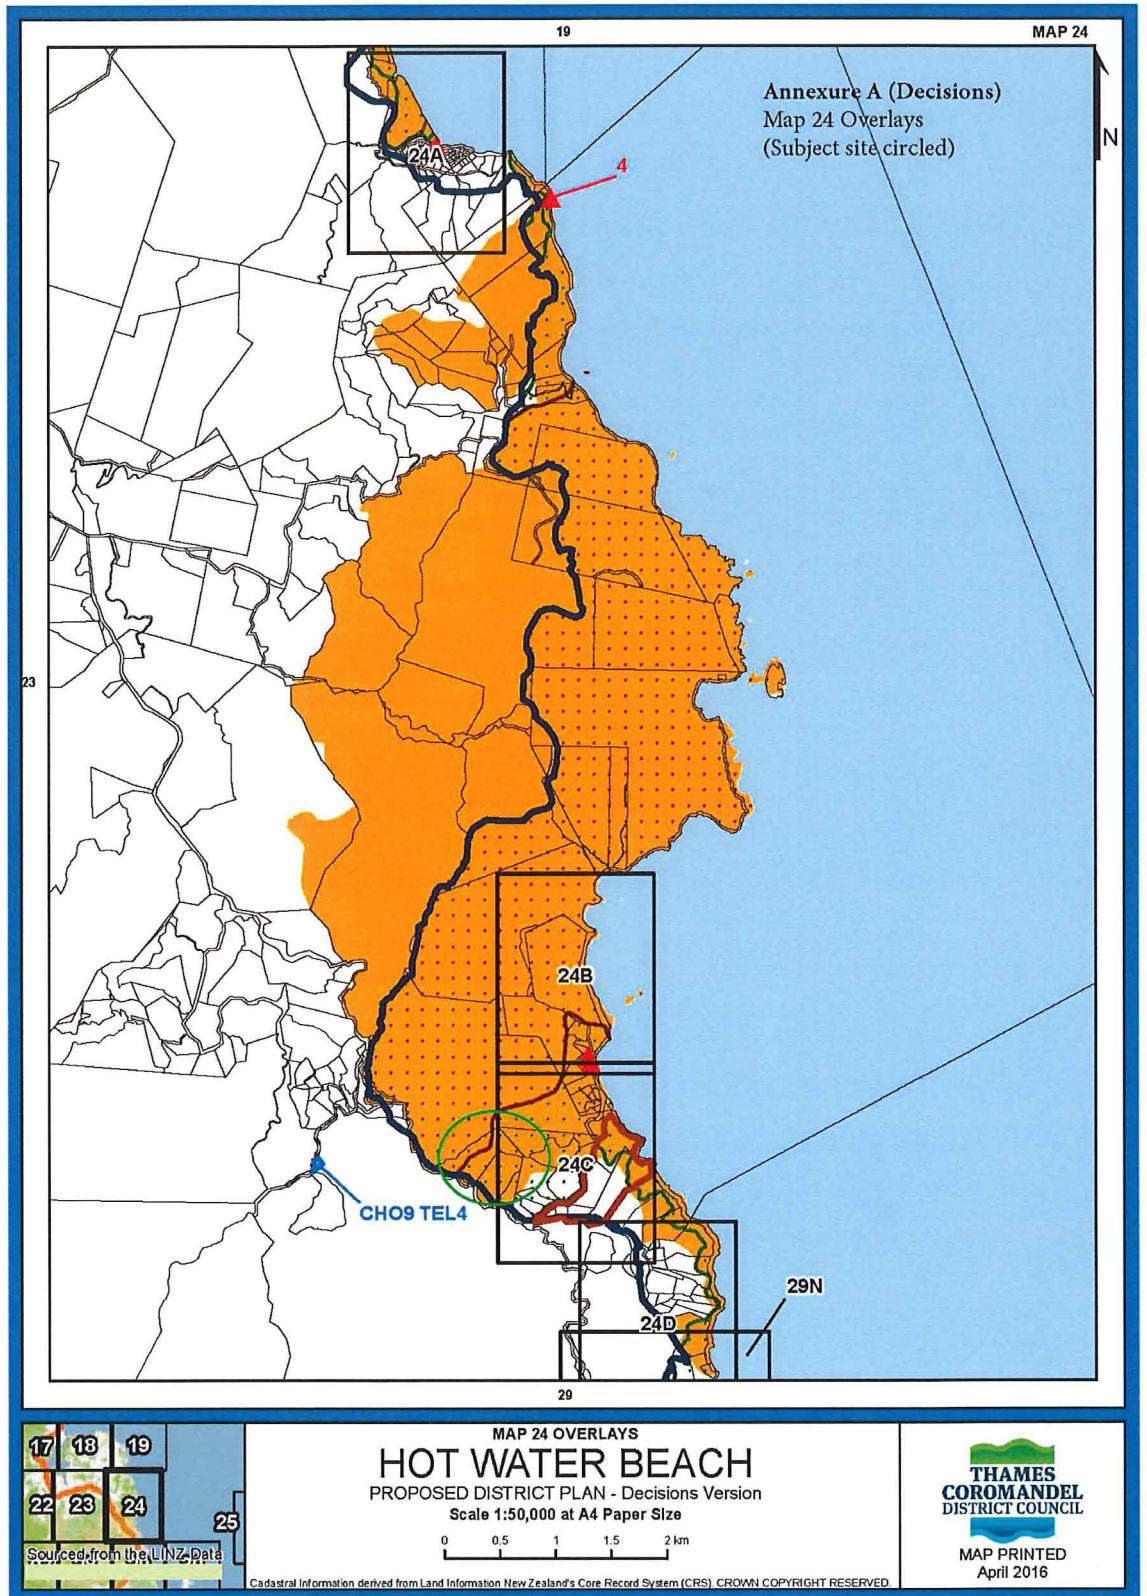 19
MAP 24
Annexure A (Decisions)
Map 24 Overlays
(Subject site circled)
N
24A
4
23
24B
24C
CHO9 TEL4
29N
24D
29
17
18
19
22
23
24
25
Sourced from the LINZ Data
MAP 24 OVERLAYS
HOT WATER BEACH
PROPOSED DISTRICT PLAN - Decisions Version
Scale 1:50,000 at A4 Paper Size
0 0.5 1 1.5 2 km
Cadastral Information derived from Land Information New Zealand's Core Record System (CRS). CROWN COPYRIGHT RESERVED.
THAMES
COROMANDEL
DISTRICT COUNCIL
MAP PRINTED
April 2016